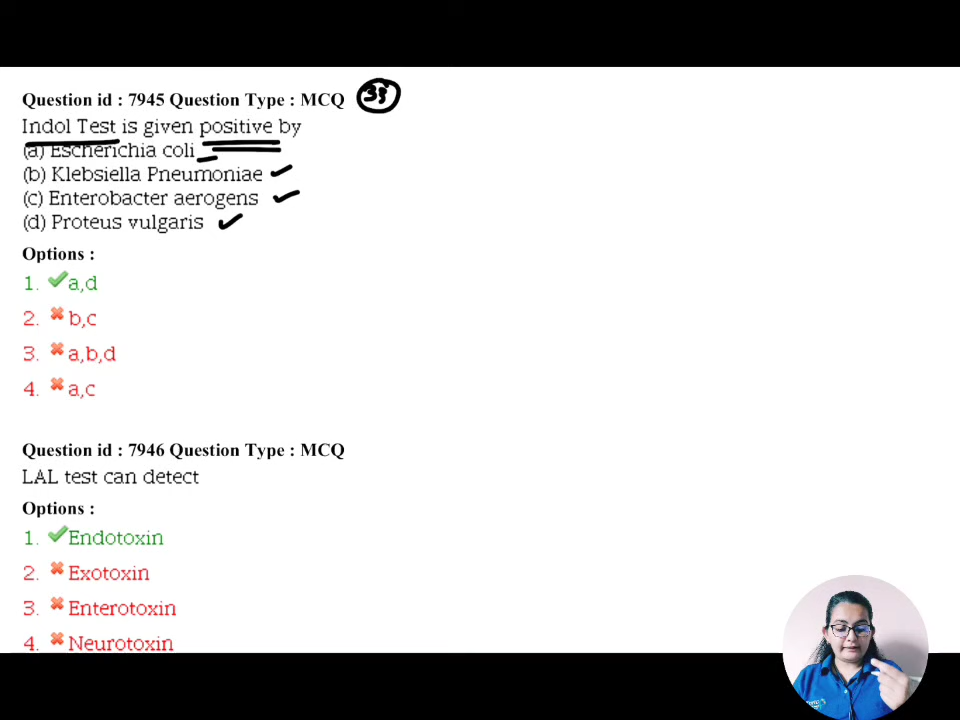 Question id : 7945 Question Type : MCQ
Indol Test is given positive by
(a) Escherichia coli
(b) Klebsiella Pneumoniae
(c) Enterobacter aerogens
(d) Proteus vulgaris
Options :
1. a,d
2. b,c
3. a,b,d
4. a,c
Question id : 7946 Question Type : MCQ
LAL test can detect
Options :
1. Endotoxin
2. Exotoxin
3. Enterotoxin
4. Neurotoxin